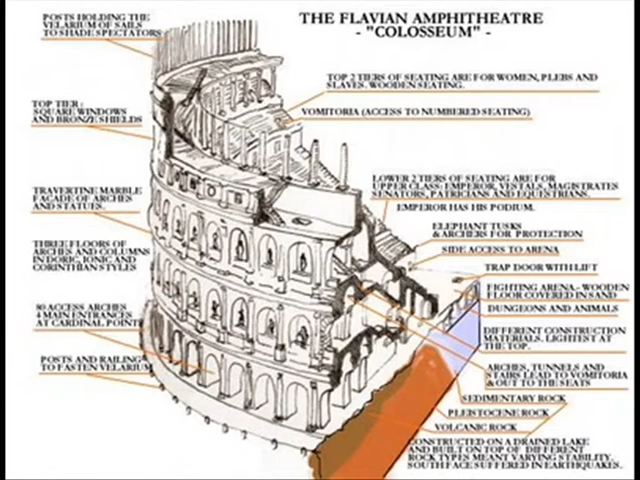 THE FLAVIAN AMPHITHEATRE
- "COLOSSEUM" -
POSTS HOLDING THE
VELARIUM OF SAILS
TO SHADE SPECTATORS
TOP 2 TIERS OF SEATING ARE FOR WOMEN, PLEBS AND
SLAVES. WOODEN SEATING.
TOP TIER :
SQUARE WINDOWS
AND BRONZE SHIELDS
VOMITORIA (ACCESS TO NUMBERED SEATING)
LOWER 2 TIERS OF SEATING ARE FOR
UPPER CLASS: EMPEROR, VESTALS, MAGISTRATES
SENATORS, PATRICIANS AND EQUESTRIANS.
EMPEROR HAS HIS PODIUM.
TRAVERTINE MARBLE
FACADE OF ARCHES
AND STATUES.
ELEPHANT TUSKS
& ARCHERS FOR PROTECTION
SIDE ACCESS TO ARENA
THREE FLOORS OF
ARCHES AND COLUMNS
IN DORIC, IONIC AND
CORINTHIAN STYLES
TRAP DOOR WITH LIFT
FIGHTING ARENA - WOODEN
FLOOR COVERED IN SAND
DUNGEONS AND ANIMALS
80 ACCESS ARCHES
4 MAIN ENTRANCES
AT CARDINAL POINTS
DIFFERENT CONSTRUCTION
MATERIALS. LIGHTEST AT
THE TOP.
POSTS AND RAILING
TO FASTEN VELARIUM
ARCHES, TUNNELS AND
STAIRS LEAD TO VOMITORIA
& OUT TO THE SEATS
SEDIMENTARY ROCK
PLEISTOCENE ROCK
VOLCANIC ROCK
CONSTRUCTED ON A DRAINED LAKE
AND BUILT ON TOP OF DIFFERENT
ROCK TYPES MEANT VARYING STABILITY.
SOUTH FACE SUFFERED IN EARTHQUAKES.